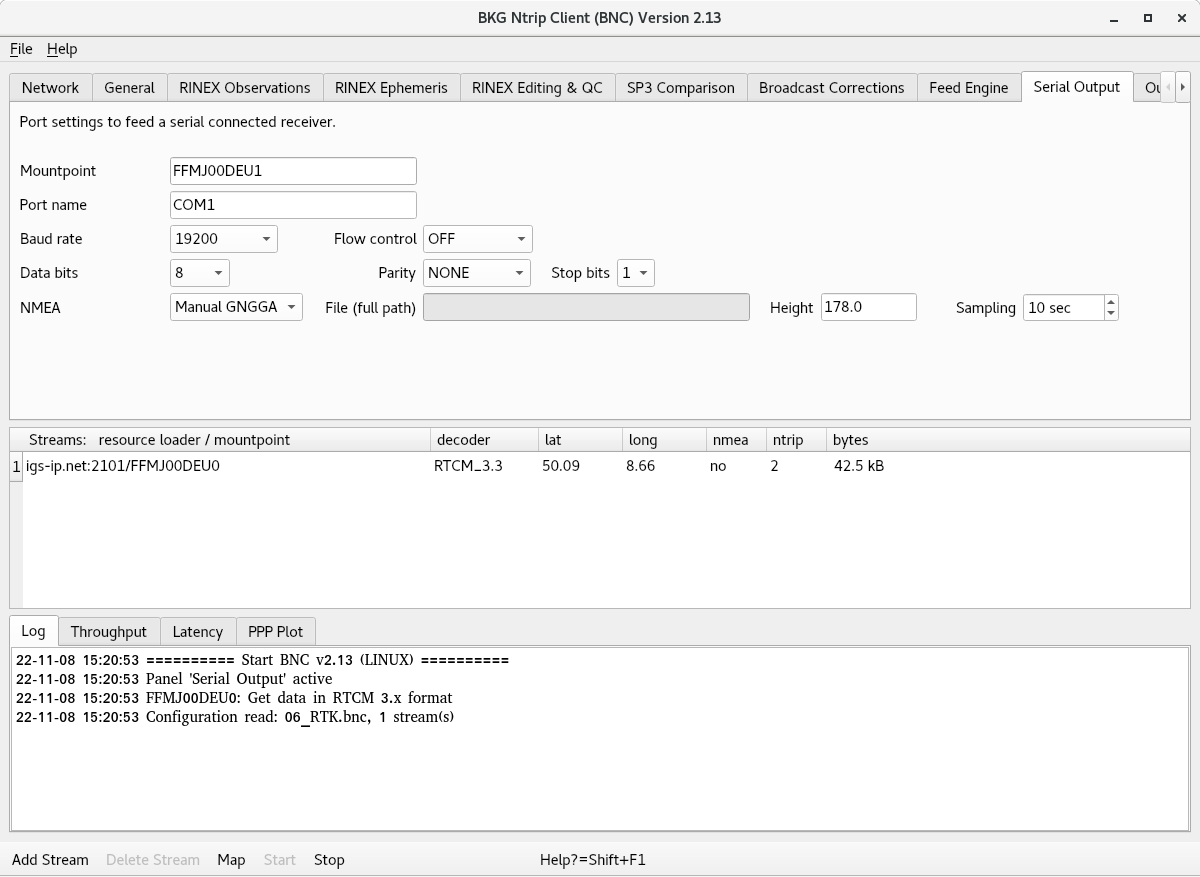 BKG Ntrip Client (BNC) Version 2.13
File Help
Network General RINEX Observations RINEX Ephemeris RINEX Editing & QC SP3 Comparison Broadcast Corrections Feed Engine Serial Output Ou
Port settings to feed a serial connected receiver.
Mountpoint FFMJ00DEU1
Port name COM1
Baud rate 19200 Flow control OFF
Data bits 8 Parity NONE Stop bits 1
NMEA Manual GNGGA File (full path) Height 178.0 Sampling 10 sec
Streams: resource loader / mountpoint decoder lat long nmea ntrip bytes
1 igs-ip.net:2101/FFMJ00DEU0 RTCM_3.3 50.09 8.66 no 2 42.5 kB
Log Throughput Latency PPP Plot
22-11-08 15:20:53 ========== Start BNC v2.13 (LINUX) ==========
22-11-08 15:20:53 Panel 'Serial Output' active
22-11-08 15:20:53 FFMJ00DEU0: Get data in RTCM 3.x format
22-11-08 15:20:53 Configuration read: 06_RTK.bnc, 1 stream(s)
Add Stream Delete Stream Map Start Stop Help?=Shift+F1